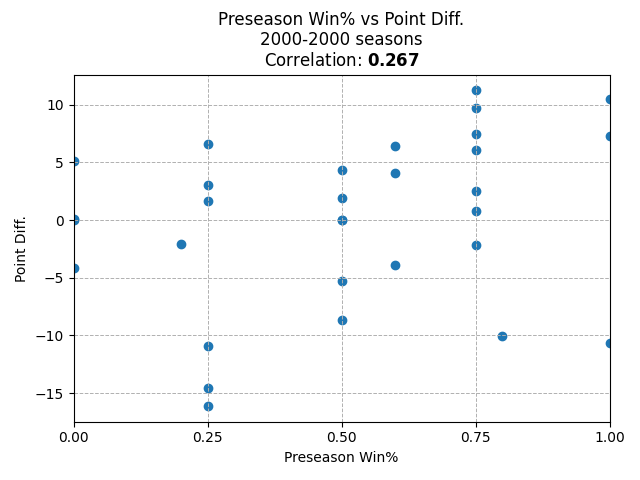 Preseason Win% vs Point Diff.
2000-2000 seasons
Correlation: 0.267
10
5
0
−5
−10
−15
Point Diff.
0.00 0.25 0.50 0.75 1.00
Preseason Win%